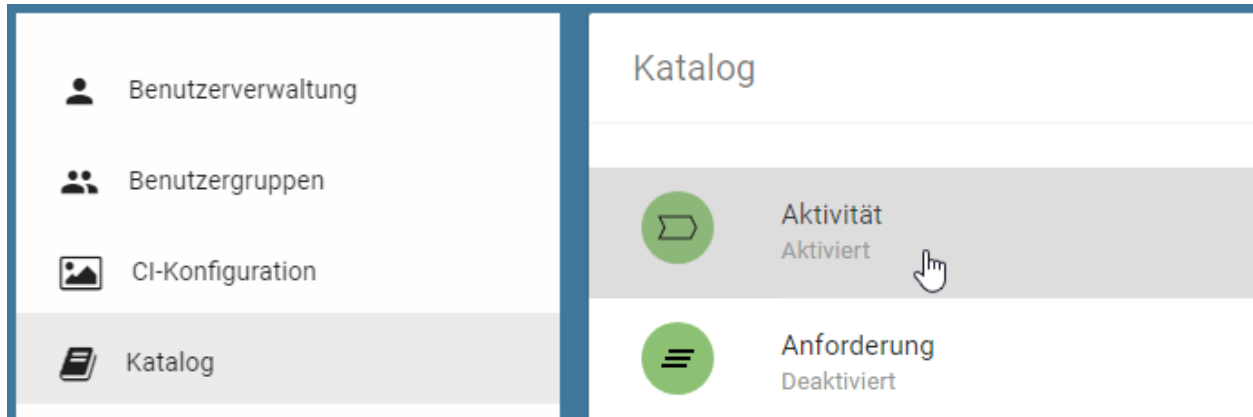 Benutzerverwaltung
Benutzergruppen
CI-Konfiguration
Katalog
Katalog
Aktivität
Aktiviert
Anforderung
Deaktiviert